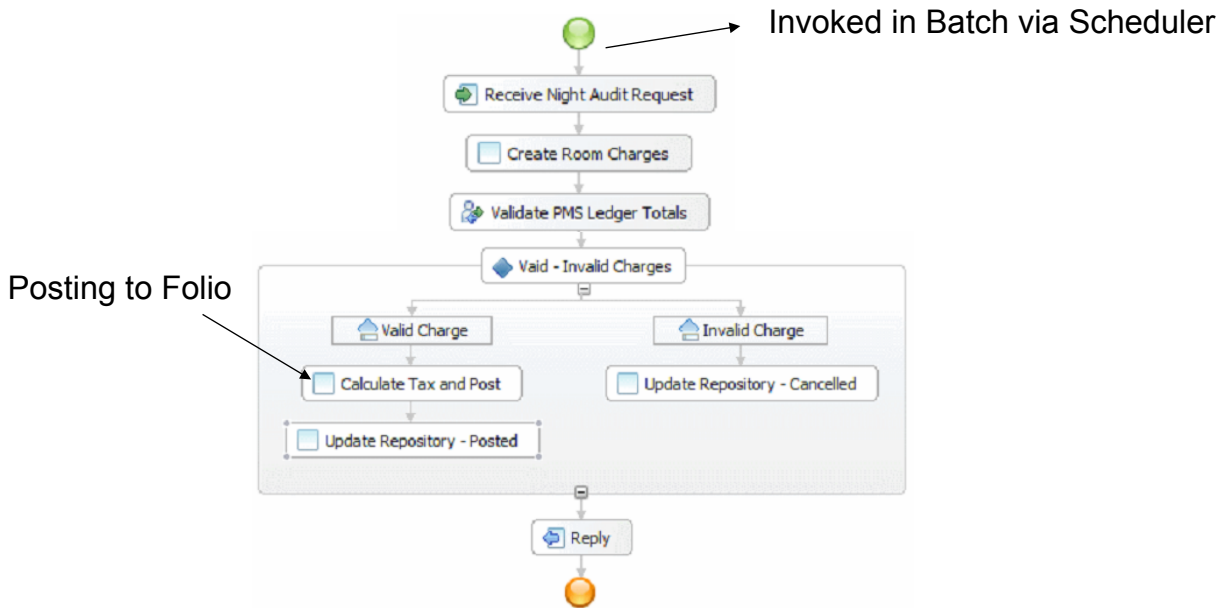 Invoked in Batch via Scheduler
Receive Night Audit Request
Create Room Charges
Validate PMS Ledger Totals
Vaid - Invalid Charges
Posting to Folio
Valid Charge
Invalid Charge
Calculate Tax and Post
Update Repository - Cancelled
Update Repository - Posted
Reply